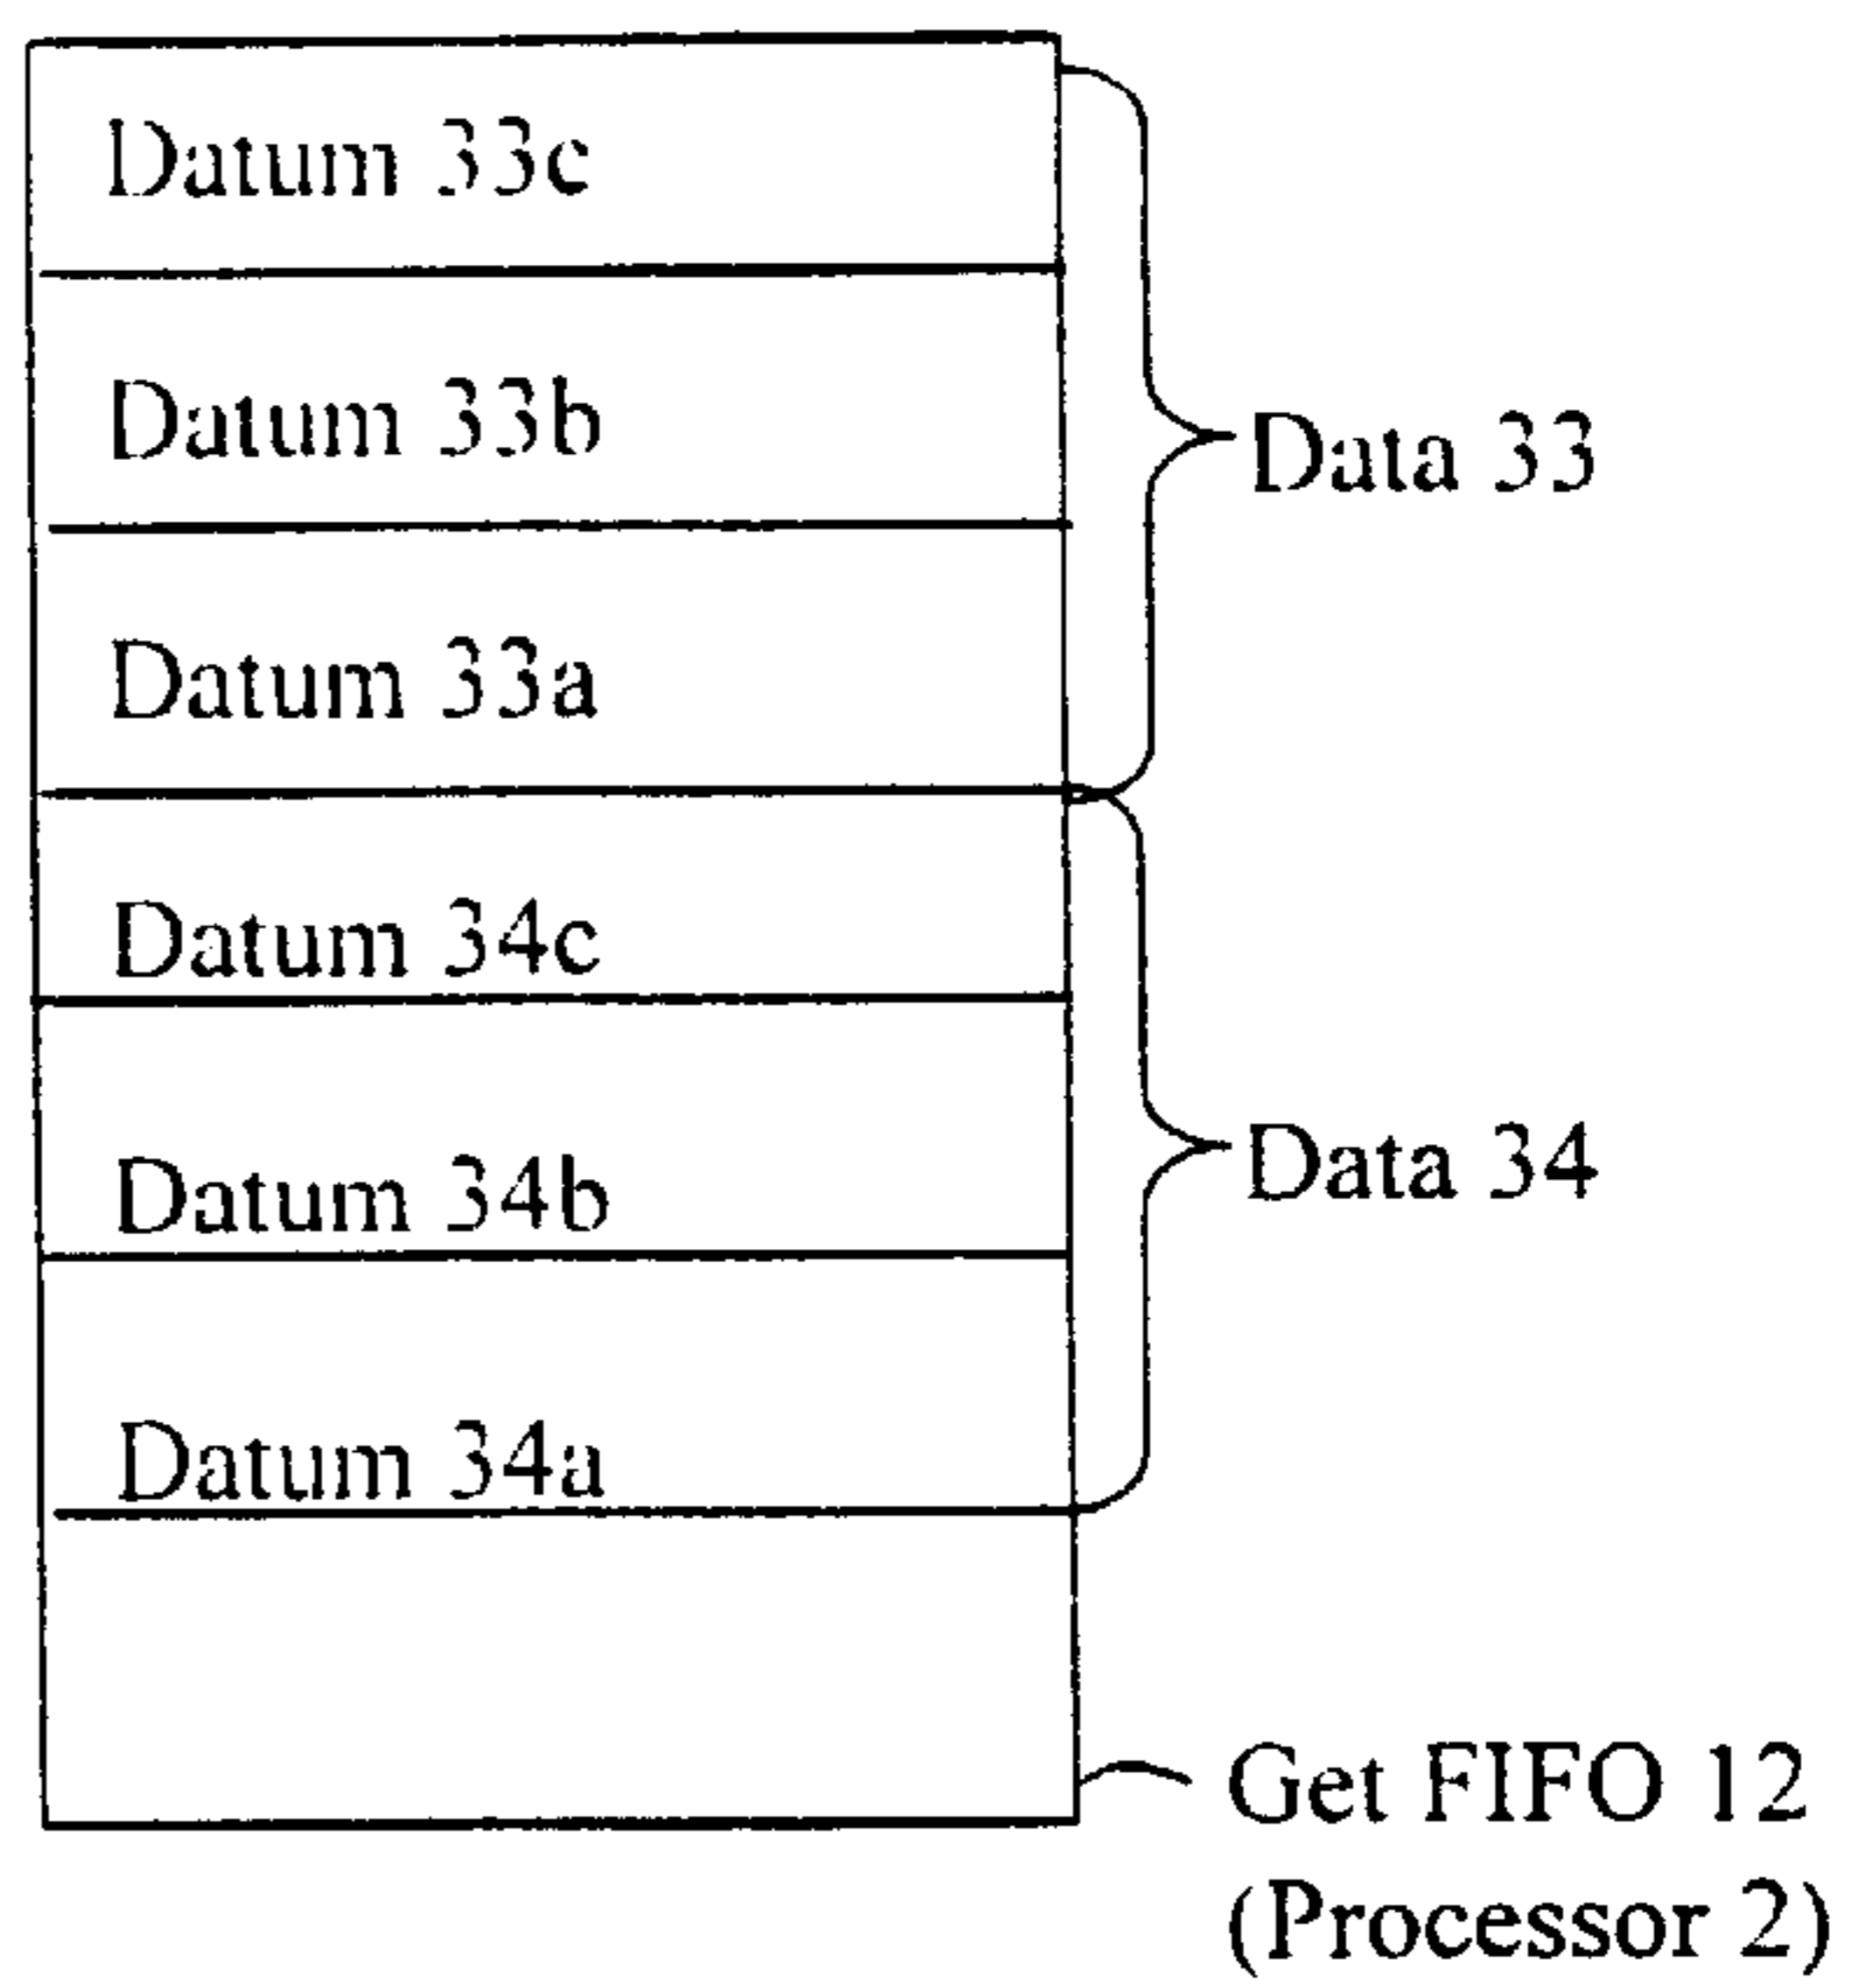 Datum 33c
Datum 33b
Data 33
Datum 33a
Datum 34c
Datum 34b
Data 34
Datum 34a
Get FIFO 12
(Processor 2)